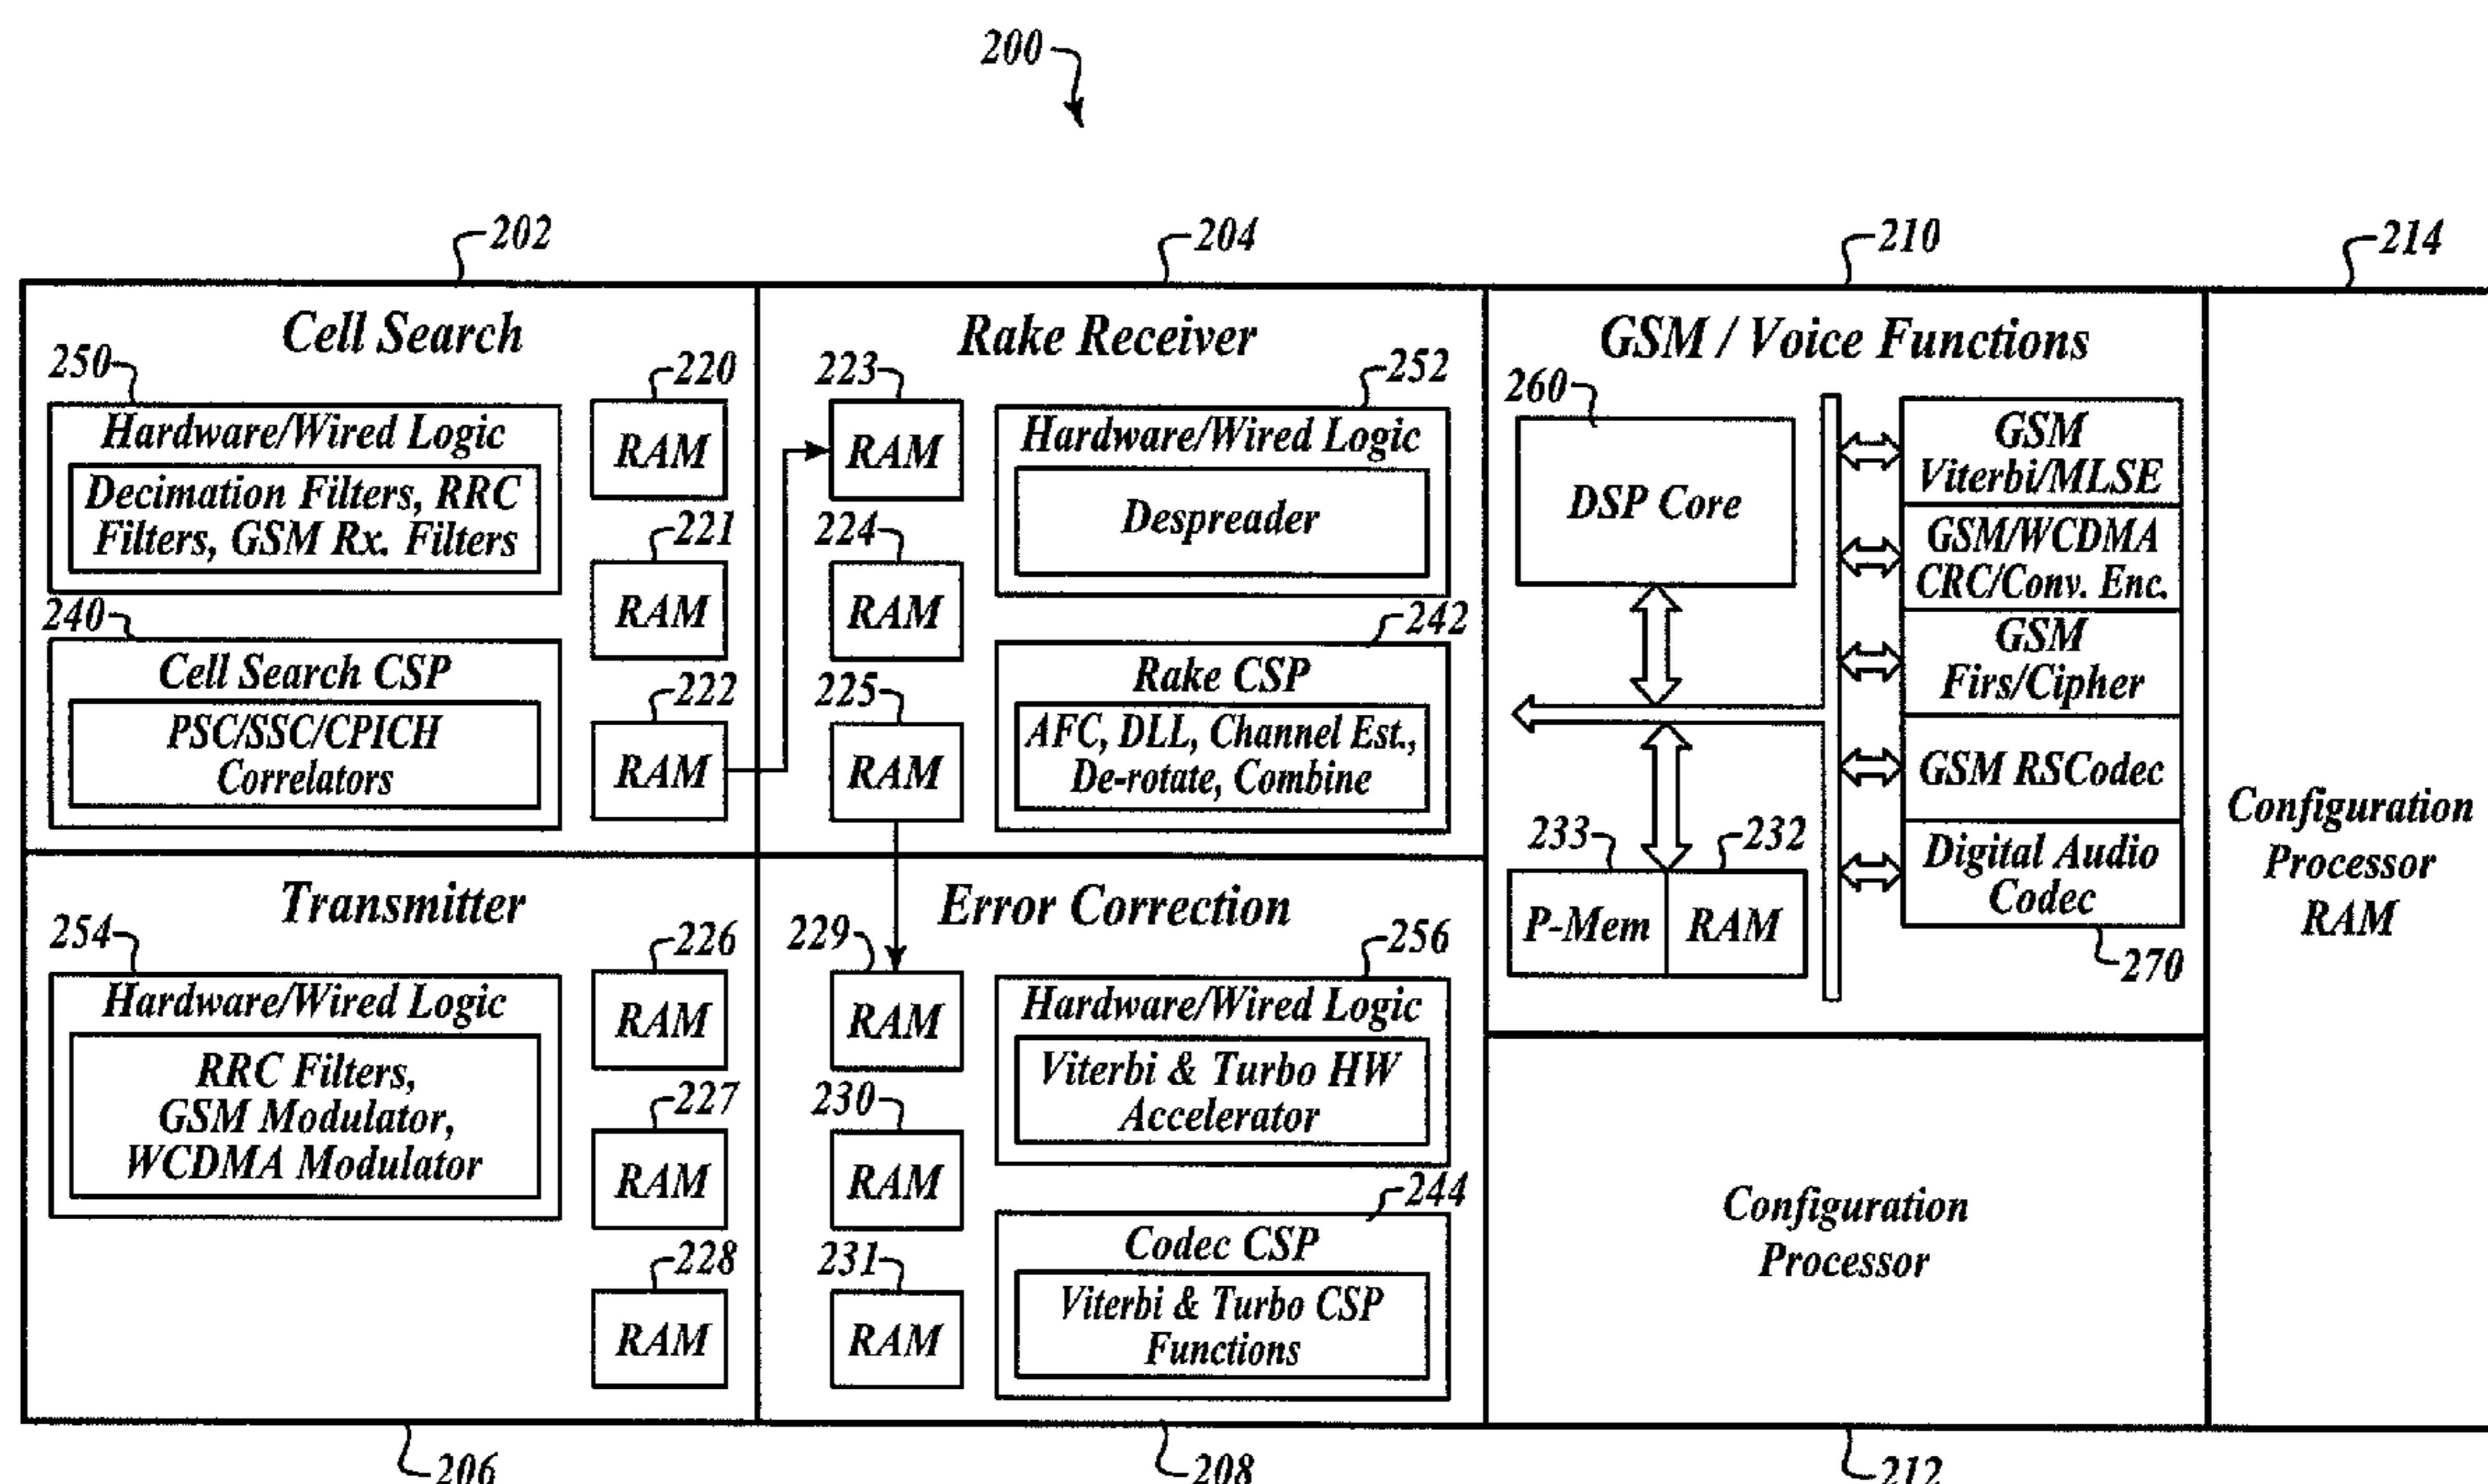 200
202
204
210
214
Cell Search
250
Hardware/Wired Logic
Decimation Filters, RRC
Filters, GSM Rx. Filters
240
Cell Search CSP
PSC/SSC/CPICH
Correlators
220
RAM
221
RAM
222
RAM
Rake Receiver
223
RAM
224
RAM
225
RAM
252
Hardware/Wired Logic
Despreader
242
Rake CSP
AFC, DLL, Channel Est.,
De-rotate, Combine
GSM / Voice Functions
260
DSP Core
233
P-Mem
232
RAM
GSM
Viterbi/MLSE
GSM/WCDMA
CRC/Conv. Enc.
GSM
Firs/Cipher
GSM RSCodec
Digital Audio
Codec
270
Configuration
Processor
RAM
Transmitter
254
Hardware/Wired Logic
RRC Filters,
GSM Modulator,
WCDMA Modulator
226
RAM
227
RAM
228
RAM
Error Correction
229
RAM
230
RAM
231
RAM
256
Hardware/Wired Logic
Viterbi & Turbo HW
Accelerator
244
Codec CSP
Viterbi & Turbo CSP
Functions
Configuration
Processor
206
208
212